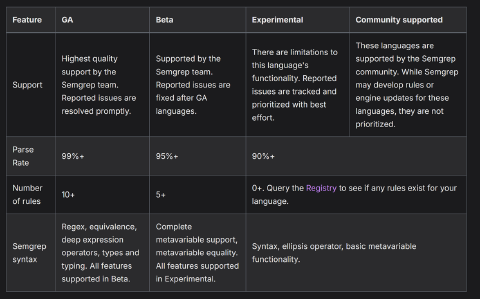 Feature GA Beta Experimental Community supported
Support
Highest quality
support by the
Semgrep team.
Reported issues are
resolved promptly.
Supported by the
Semgrep team.
Reported issues are
fixed after GA
languages.
There are limitations to
this language's
functionality. Reported
issues are tracked and
prioritized with best
effort.
These languages are
supported by the Semgrep
community. While Semgrep
may develop rules or
engine updates for these
languages, they are not
prioritized.
Parse
Rate
99%+
95%+
90%+
Number
of rules
10+
5+
0+. Query the Registry to see if any rules exist for your
language.
Semgrep
syntax
Regex, equivalence,
deep expression
operators, types and
typing. All features
supported in Beta.
Complete
metavariable support,
metavariable equality.
All features supported
in Experimental.
Syntax, ellipsis operator, basic metavariable
functionality.